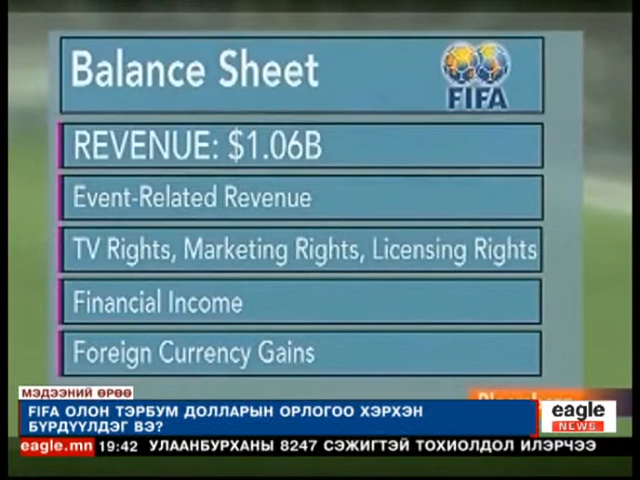 Balance Sheet
FIFA
REVENUE: $1.06B
Event-Related Revenue
TV Rights, Marketing Rights, Licensing Rights
Financial Income
Foreign Currency Gains
МЭДЭЭНИЙ ӨРӨӨ
FIFA ОЛОН ТЭРБУМ ДОЛЛАРЫН ОРЛОГОО ХЭРХЭН
БҮРДҮҮЛДЭГ ВЭ?
eagle
NEWS
eagle.mn 19:42 УЛААНБУРХАНЫ 8247 СЭЖИГТЭЙ ТОХИОЛДОЛ ИЛЭРЧЭЭ